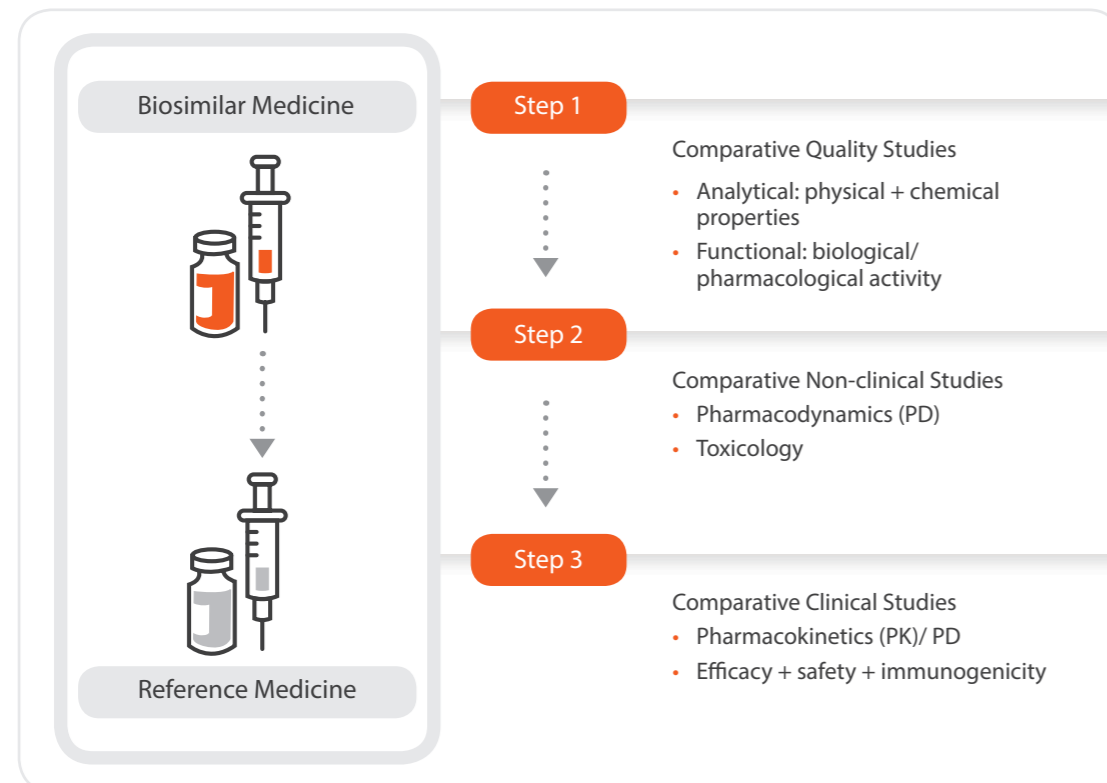 Biosimilar Medicine
Reference Medicine
Step 1
Comparative Quality Studies
• Analytical: physical + chemical
properties
• Functional: biological/
pharmacological activity
Step 2
Comparative Non-clinical Studies
• Pharmacodynamics (PD)
• Toxicology
Step 3
Comparative Clinical Studies
• Pharmacokinetics (PK)/ PD
• Efficacy + safety + immunogenicity